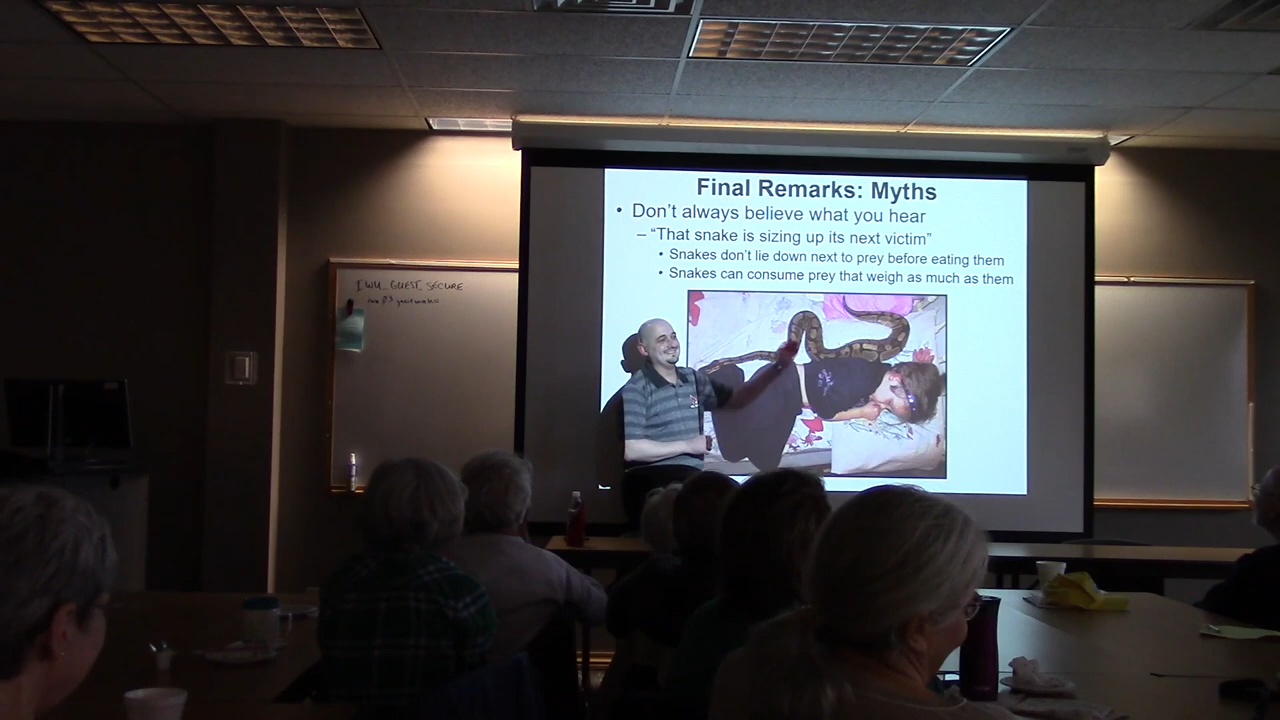 Final Remarks: Myths
• Don't always believe what you hear
– “That snake is sizing up its next victim”
• Snakes don't lie down next to prey before eating them
• Snakes can consume prey that weigh as much as them
IWU_GUEST_SECURE